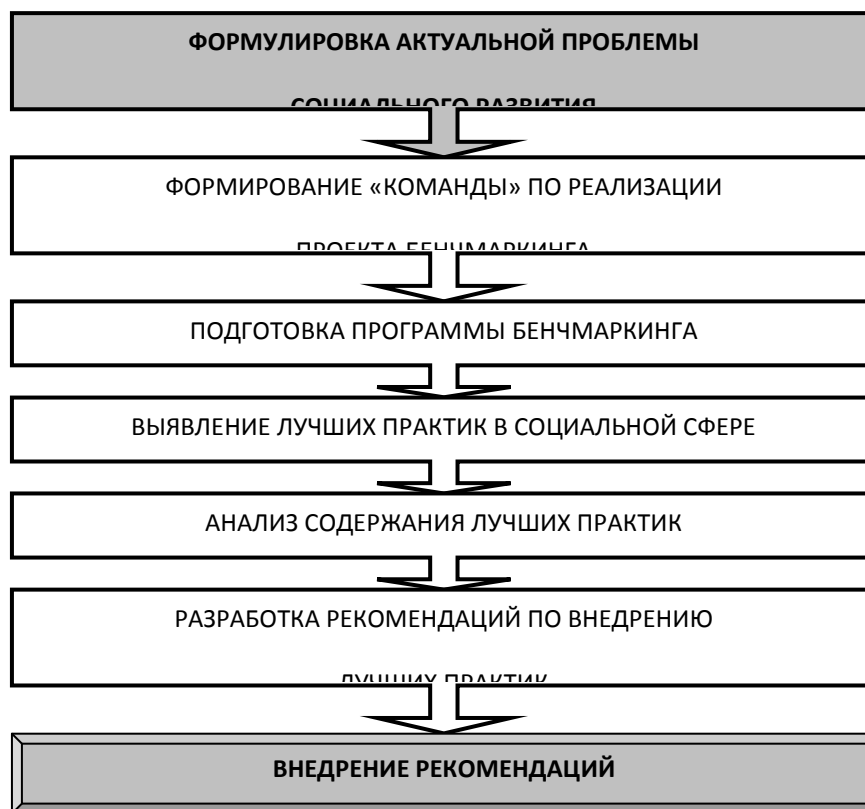 ФОРМУЛИРОВКА АКТУАЛЬНОЙ ПРОБЛЕМЫ
СОЦИАЛЬНОГО РАЗВИТИЯ
ФОРМИРОВАНИЕ «КОМАНДЫ» ПО РЕАЛИЗАЦИИ
ПРОЕКТА БЕНЧМАРКИНГА
ПОДГОТОВКА ПРОГРАММЫ БЕНЧМАРКИНГА
ВЫЯВЛЕНИЕ ЛУЧШИХ ПРАКТИК В СОЦИАЛЬНОЙ СФЕРЕ
АНАЛИЗ СОДЕРЖАНИЯ ЛУЧШИХ ПРАКТИК
РАЗРАБОТКА РЕКОМЕНДАЦИЙ ПО ВНЕДРЕНИЮ
ЛУЧШИХ ПРАКТИК
ВНЕДРЕНИЕ РЕКОМЕНДАЦИЙ